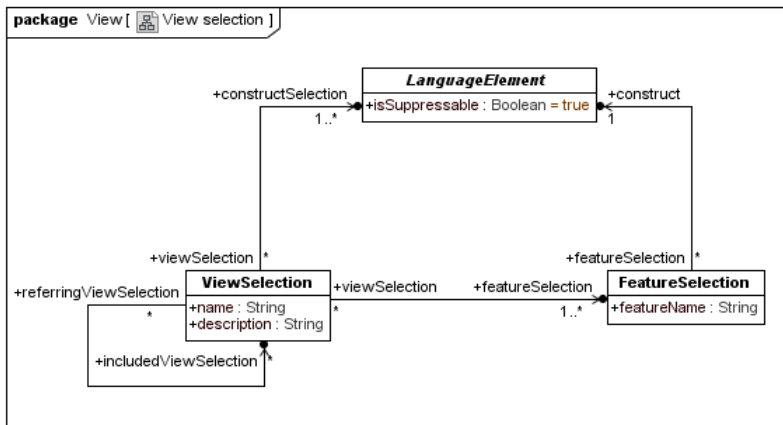 package View [ View selection ]
LanguageElement
+isSuppressable : Boolean = true
+constructSelection
1..*
+construct
1
+viewSelection
*
+featureSelection
*
+referringViewSelection
*
ViewSelection
+name : String
+description : String
+viewSelection
*
+featureSelection
1..*
FeatureSelection
+featureName : String
+includedViewSelection
*